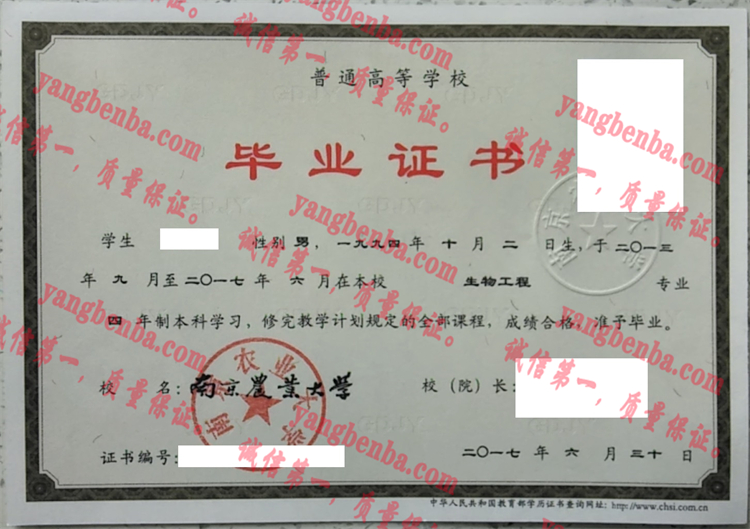 普通高等学校
毕业证书
学生 性别 男，一九九四年 十 月 二 日生，于二〇一三
年 九 月至二〇一七年 六 月在本校 生物工程 专业
四 年制本科学习，修完教学计划规定的全部课程，成绩合格，准予毕业。
校 名：南京農業大學 校（院）长：
证书编号：
二〇一七 年 六 月 三十 日
中华人民共和国教育部学历证书查询网址：http://www.chsi.com.cn
南京农业大学
yangbenba.com
诚信第一，质量保证。